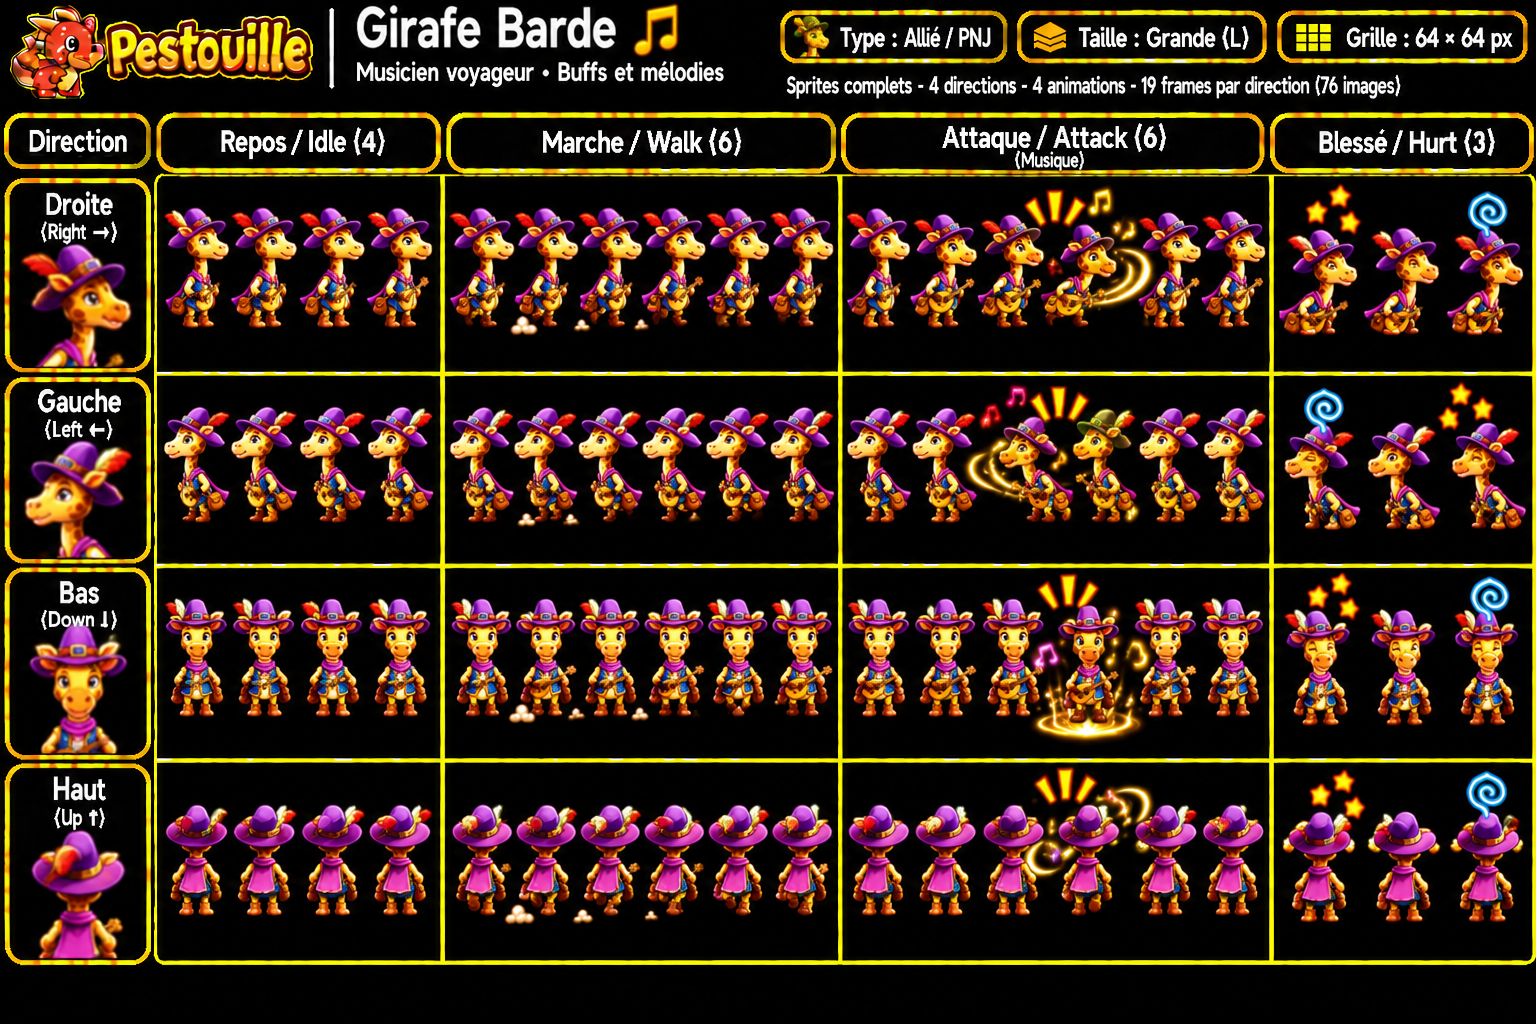 Pestouille
Girafe Barde
Musicien voyageur • Buffs et mélodies
Type : Allié / PNJ
Taille : Grande (L)
Grille : 64 × 64 px
Sprites complets - 4 directions - 4 animations - 19 frames par direction (76 images)
Direction
Repos / Idle (4)
Marche / Walk (6)
Attaque / Attack (6)
(Musique)
Blessé / Hurt (3)
Droite
(Right →)
Gauche
(Left ←)
Bas
(Down ↓)
Haut
(Up ↑)